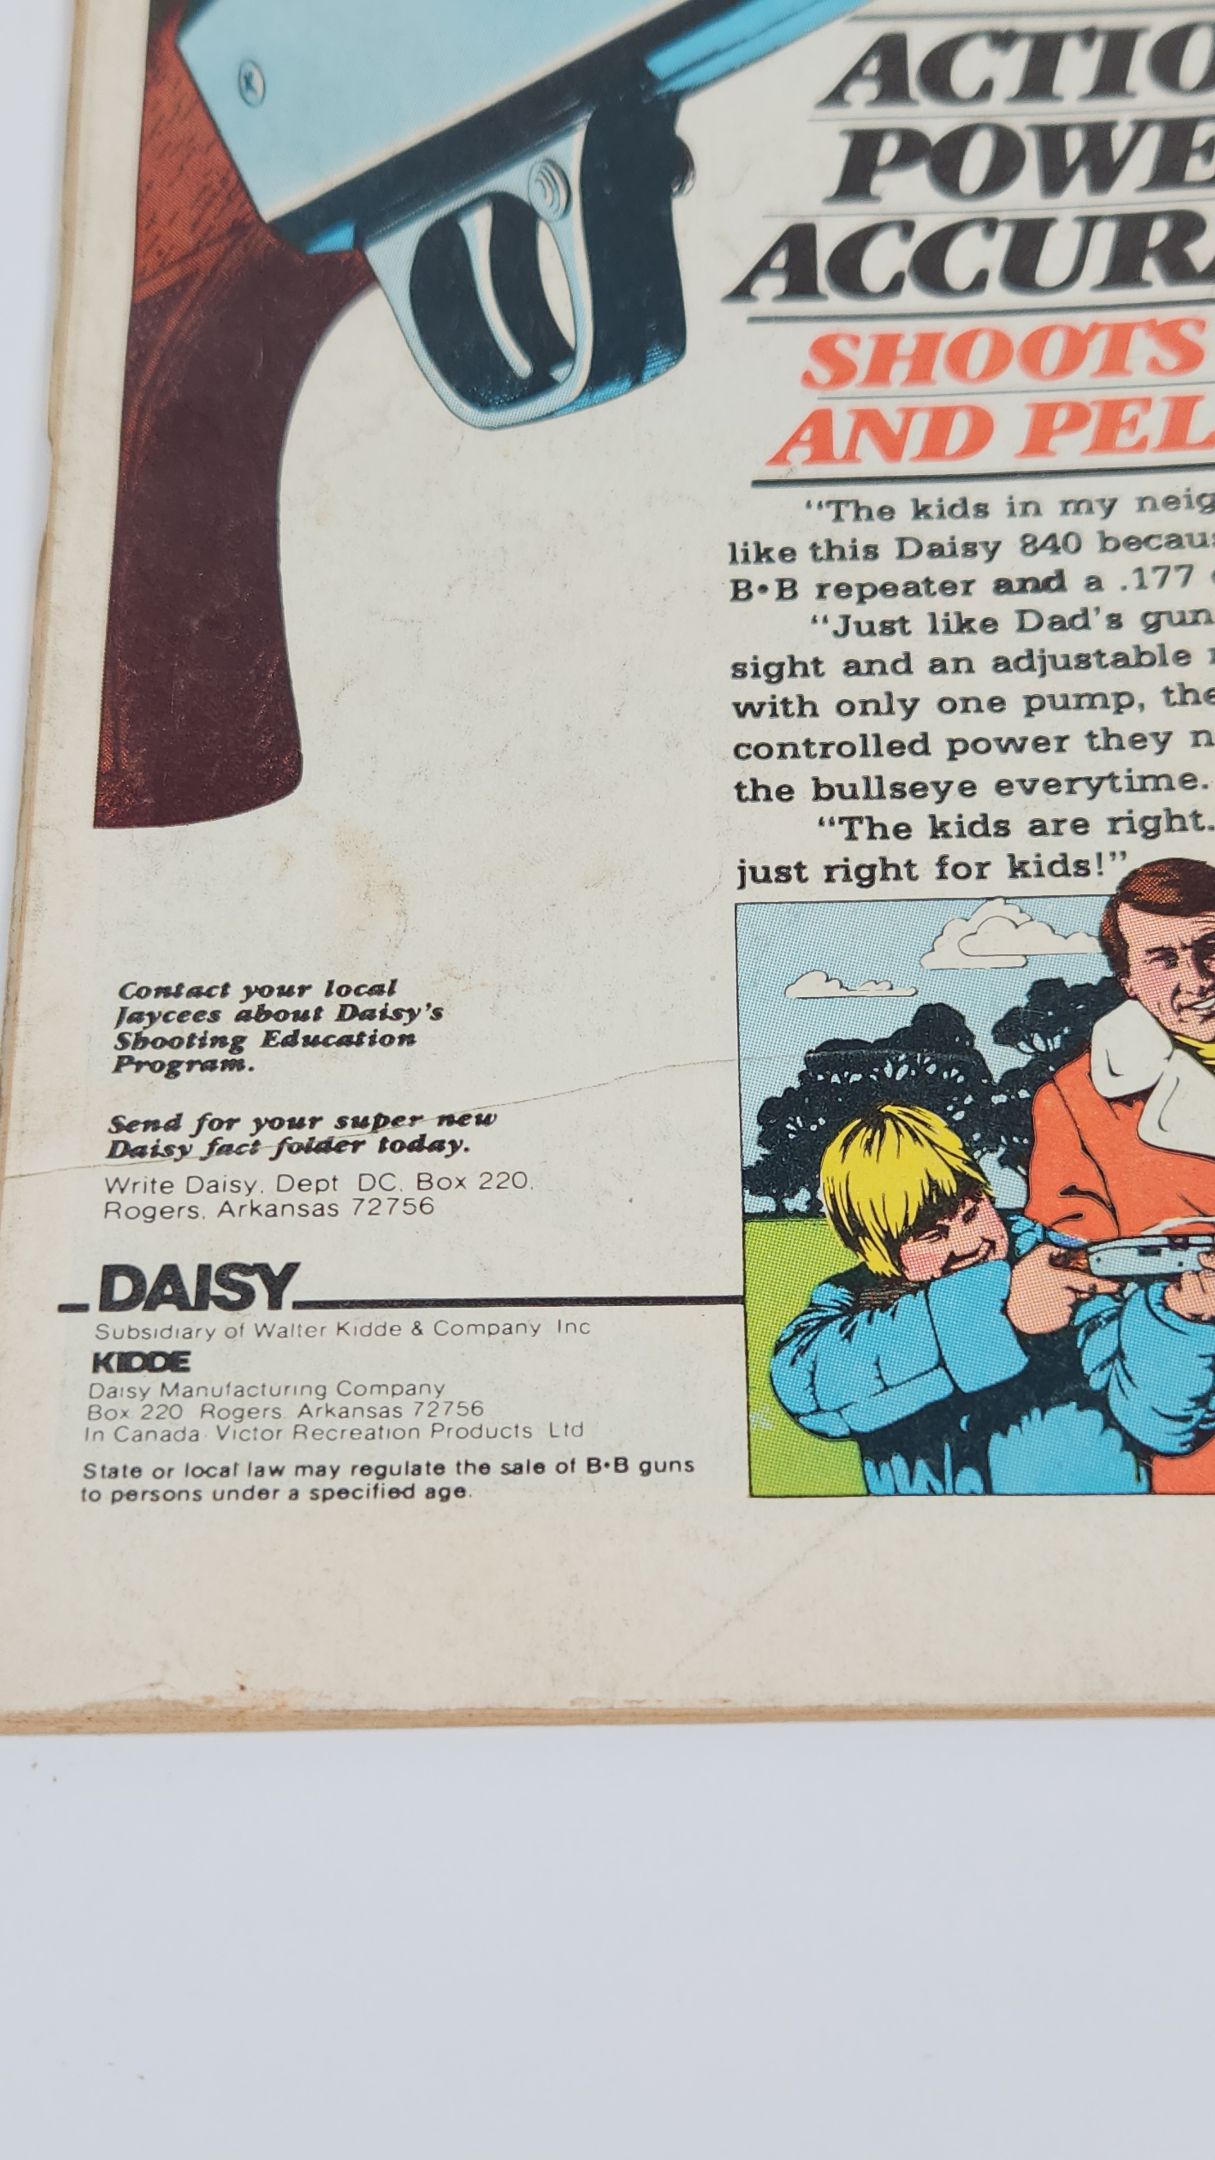 ACTIO
POWE
ACCURA
SHOOTS
AND PEL
"The kids in my neig
like this Daisy 840 becaus
B•B repeater and a .177
"Just like Dad's gun
sight and an adjustable
with only one pump, the
controlled power they n
the bullseye everytime.
"The kids are right.
just right for kids!"
Contact your local
Jaycees about Daisy's
Shooting Education
Program.
Send for your super new
Daisy fact folder today.
Write Daisy, Dept DC, Box 220,
Rogers, Arkansas 72756
DAISY
Subsidiary of Walter Kidde & Company Inc
KIDDE
Daisy Manufacturing Company
Box 220 Rogers Arkansas 72756
In Canada Victor Recreation Products Ltd
State or local law may regulate the sale of B•B guns
to persons under a specified age.